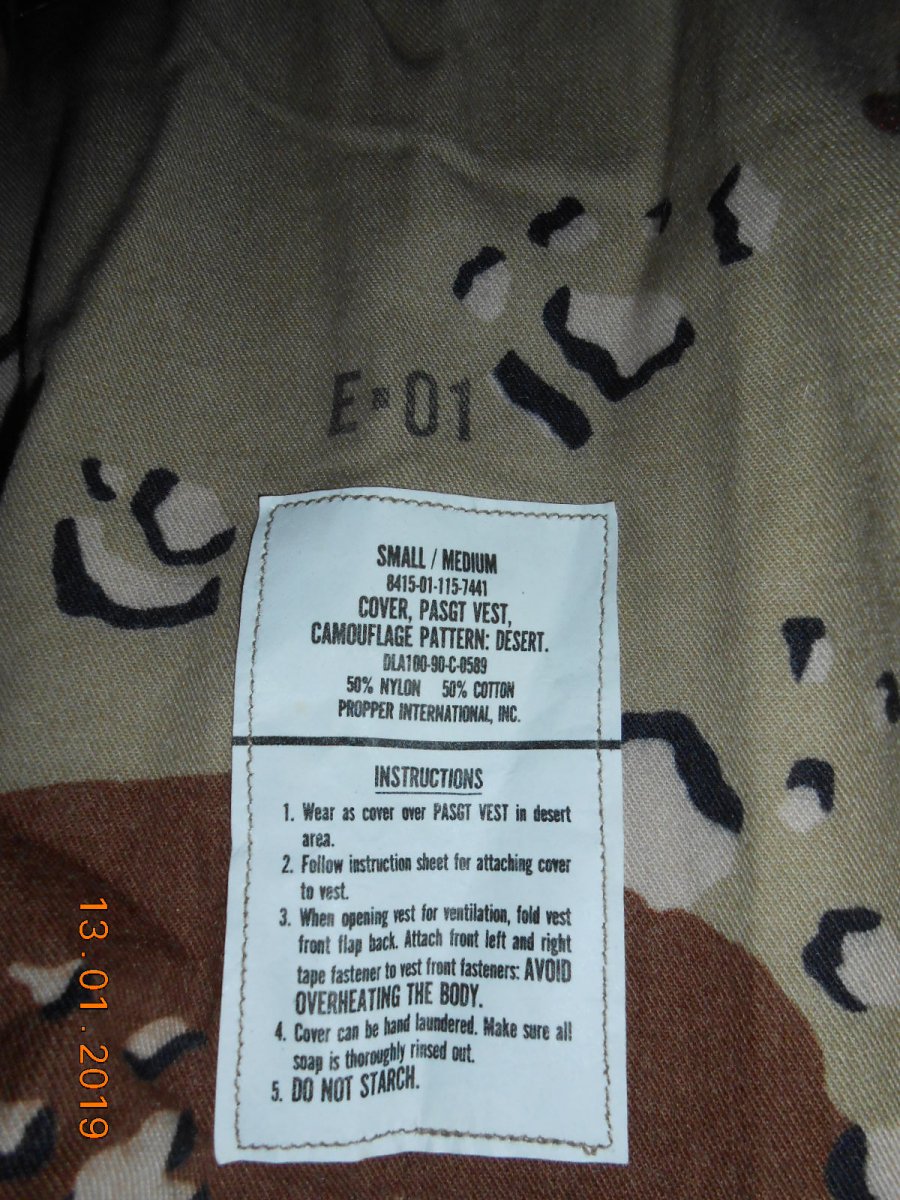 E-01
SMALL / MEDIUM
8415-01-115-7441
COVER, PASGT VEST,
CAMOUFLAGE PATTERN: DESERT.
DLA100-90-C-0589
50% NYLON 50% COTTON
PROPPER INTERNATIONAL, INC.
INSTRUCTIONS
1. Wear as cover over PASGT VEST in desert
area.
2. Follow instruction sheet for attaching cover
to vest.
3. When opening vest for ventilation, fold vest
front flap back. Attach front left and right
tape fastener to vest front fasteners: AVOID
OVERHEATING THE BODY.
4. Cover can be hand laundered. Make sure all
soap is thoroughly rinsed out.
5. DO NOT STARCH.
13.01.2019